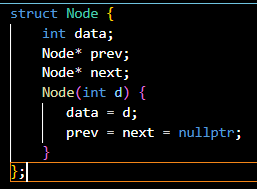 struct Node {
    int data;
    Node* prev;
    Node* next;
    Node(int d) {
        data = d;
        prev = next = nullptr;
    }
};